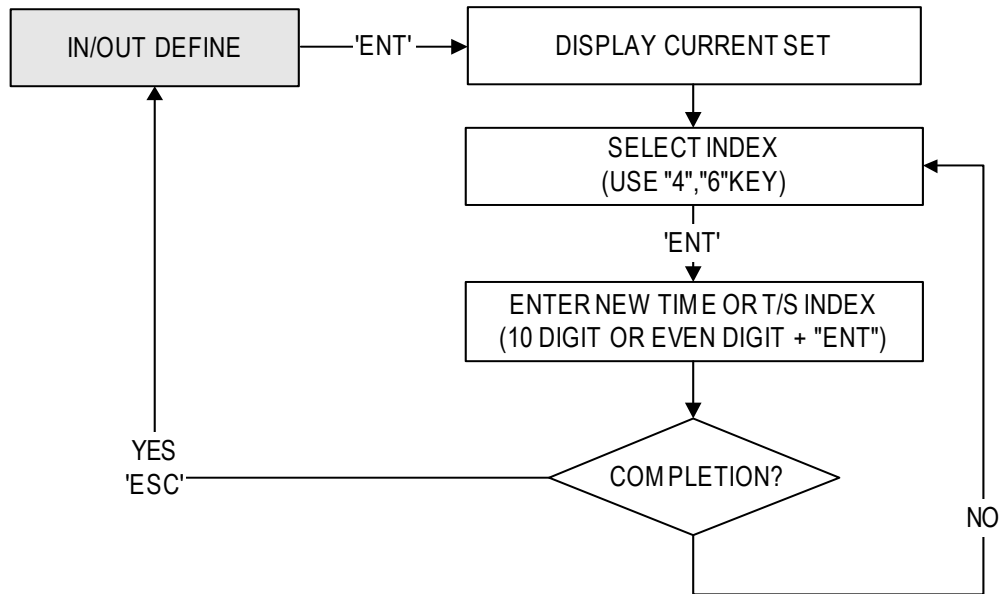 IN/OUT DEFINE
'ENT'
DISPLAY CURRENT SET
SELECT INDEX
(USE "4","6"KEY)
'ENT'
ENTER NEW TIME OR T/S INDEX
(10 DIGIT OR EVEN DIGIT + "ENT")
COMPLETION?
YES
'ESC'
NO